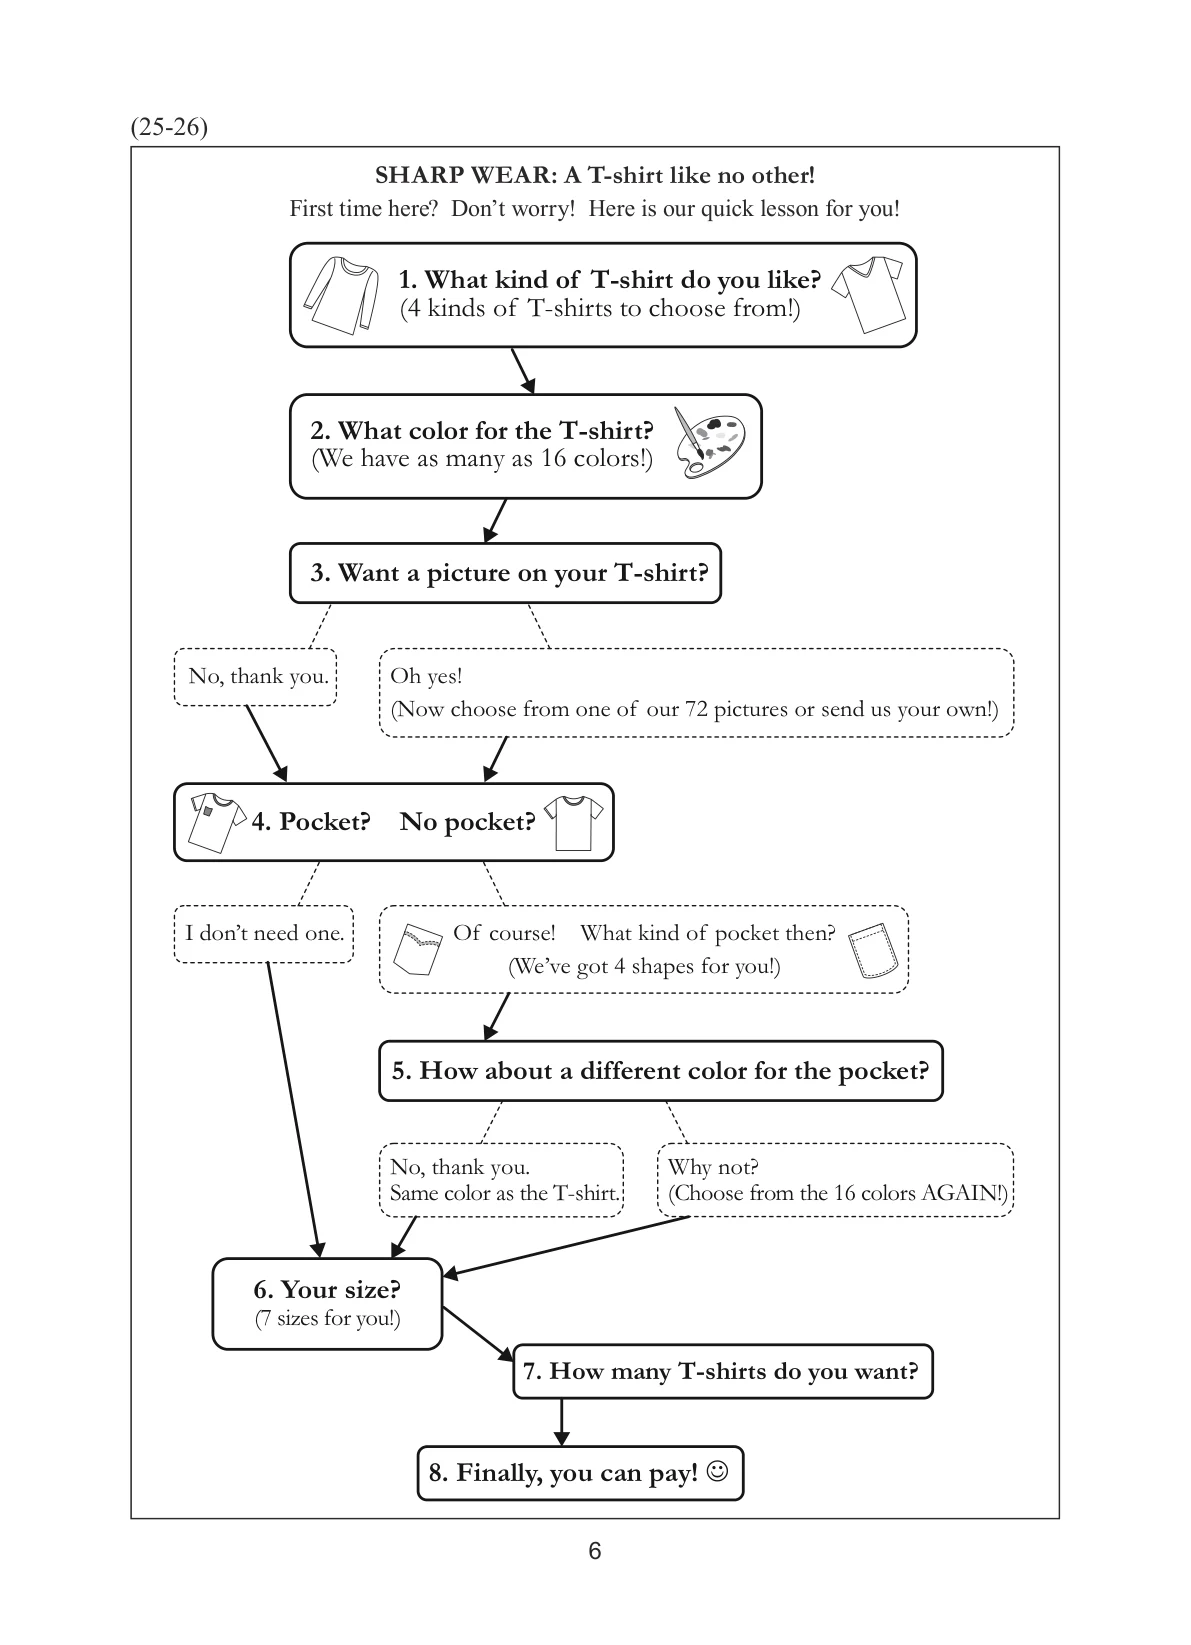 (25-26)
SHARP WEAR: A T-shirt like no other!
First time here? Don't worry! Here is our quick lesson for you!
1. What kind of T-shirt do you like?
(4 kinds of T-shirts to choose from!)
2. What color for the T-shirt?
(We have as many as 16 colors!)
3. Want a picture on your T-shirt?
No, thank you.
Oh yes!
(Now choose from one of our 72 pictures or send us your own!)
4. Pocket? No pocket?
I don't need one.
Of course! What kind of pocket then?
(We've got 4 shapes for you!)
5. How about a different color for the pocket?
No, thank you.
Same color as the T-shirt.
Why not?
(Choose from the 16 colors AGAIN!)
6. Your size?
(7 sizes for you!)
7. How many T-shirts do you want?
8. Finally, you can pay! ☺
6